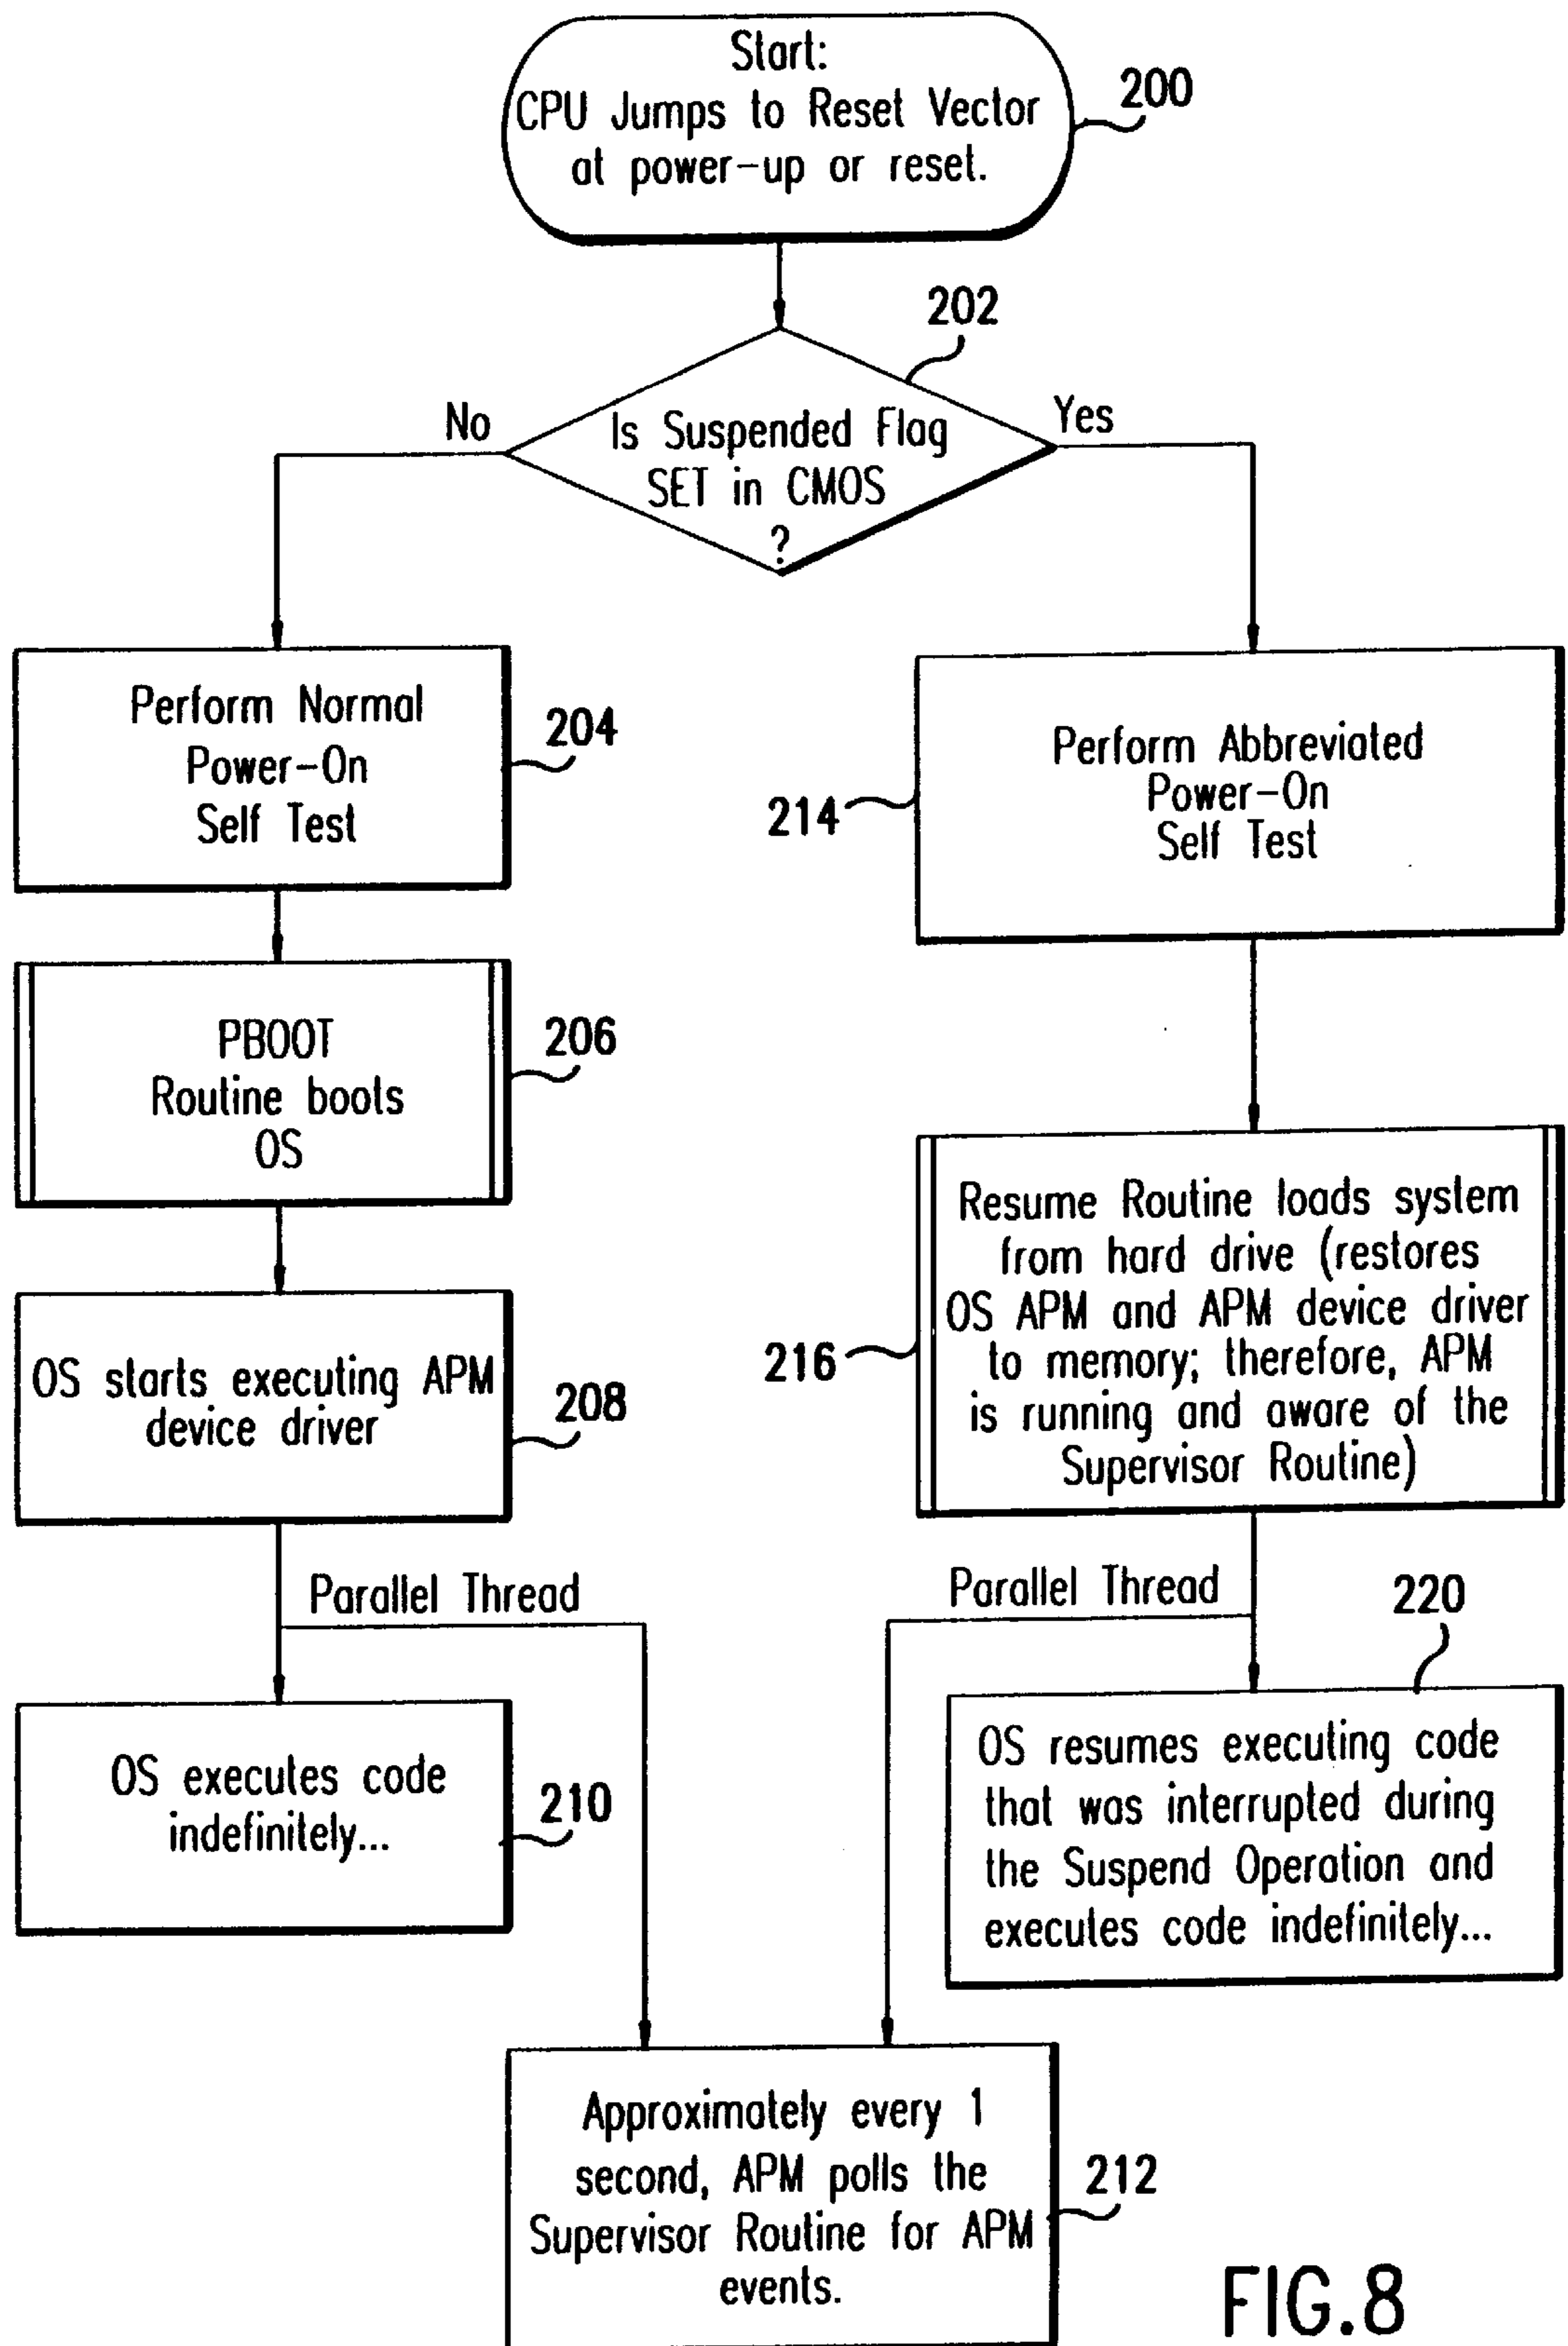 Start:
CPU Jumps to Reset Vector
at power-up or reset.
200
202
No
Yes
Is Suspended Flag
SET in CMOS
?
Perform Normal
Power-On
Self Test
204
Perform Abbreviated
Power-On
Self Test
214
PBOOT
Routine boots
OS
206
Resume Routine loads system
from hard drive (restores
OS APM and APM device driver
to memory; therefore, APM
is running and aware of the
Supervisor Routine)
216
OS starts executing APM
device driver
208
Parallel Thread
Parallel Thread
220
OS executes code
indefinitely...
210
OS resumes executing code
that was interrupted during
the Suspend Operation and
executes code indefinitely...
Approximately every 1
second, APM polls the
Supervisor Routine for APM
events.
212
FIG.8